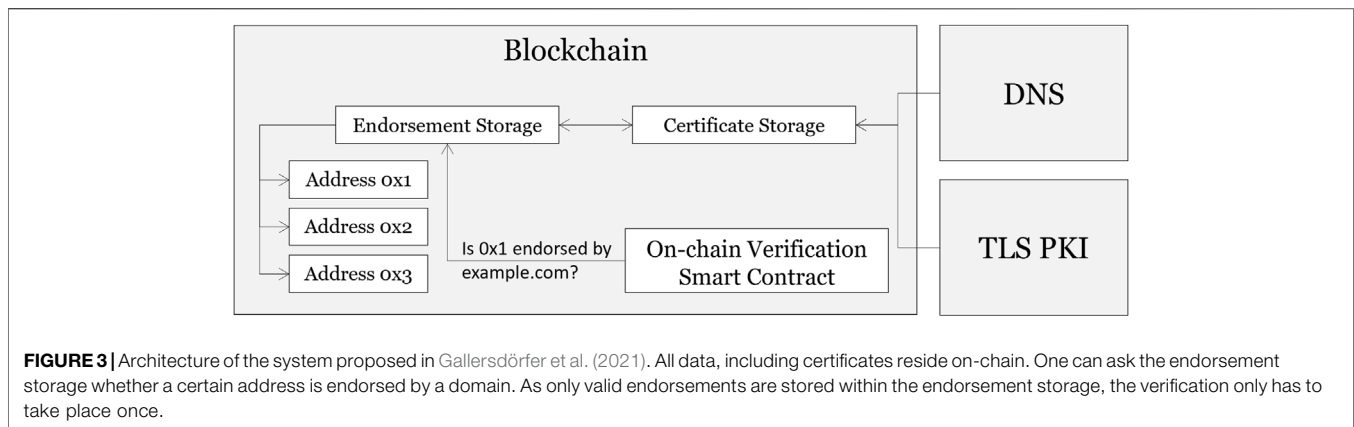 Blockchain
DNS
Endorsement Storage
Certificate Storage
Address 0x1
Address 0x2
Address 0x3
Is 0x1 endorsed by
example.com?
On-chain Verification
Smart Contract
TLS PKI
FIGURE 3 | Architecture of the system proposed in Gallersdörfer et al. (2021). All data, including certificates reside on-chain. One can ask the endorsement
storage whether a certain address is endorsed by a domain. As only valid endorsements are stored within the endorsement storage, the verification only has to
take place once.